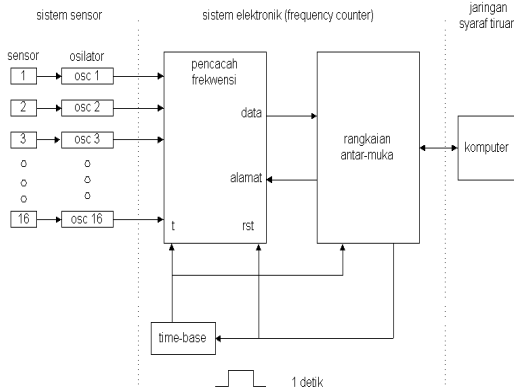 sistem sensor
sistem elektronik (frequency counter)
jaringan
syaraf tiruan
sensor
osilator
1
osc 1
2
osc 2
3
osc 3
16
osc 16
pencacah
frekwensi
data
alamat
t
rst
rangkaian
antar-muka
komputer
time-base
1 detik